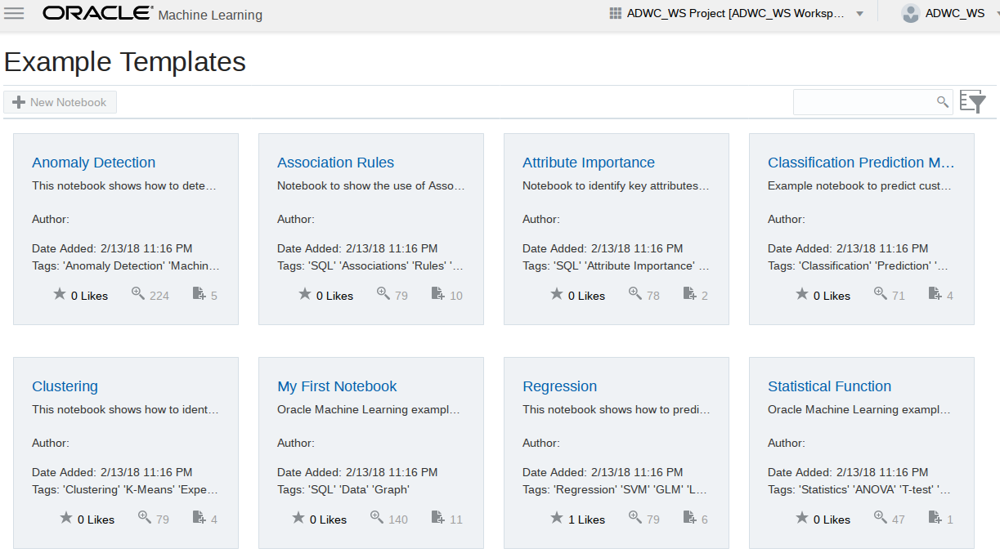 ORACLE Machine Learning
ADWC_WS Project [ADWC_WS Worksp...
ADWC_WS
Example Templates
New Notebook
Anomaly Detection
This notebook shows how to dete...
Author:
Date Added: 2/13/18 11:16 PM
Tags: 'Anomaly Detection' 'Machin...
0 Likes 224 5
Association Rules
Notebook to show the use of Asso...
Author:
Date Added: 2/13/18 11:16 PM
Tags: 'SQL' 'Associations' 'Rules' '...
0 Likes 79 10
Attribute Importance
Notebook to identify key attributes...
Author:
Date Added: 2/13/18 11:16 PM
Tags: 'SQL' 'Attribute Importance' ...
0 Likes 78 2
Classification Prediction M...
Example notebook to predict cust...
Author:
Date Added: 2/13/18 11:16 PM
Tags: 'Classification' 'Prediction' '...
0 Likes 71 4
Clustering
This notebook shows how to ident...
Author:
Date Added: 2/13/18 11:16 PM
Tags: 'Clustering' 'K-Means' 'Expe...
0 Likes 79 4
My First Notebook
Oracle Machine Learning exampl...
Author:
Date Added: 2/13/18 11:16 PM
Tags: 'SQL' 'Data' 'Graph'
0 Likes 140 11
Regression
This notebook shows how to predi...
Author:
Date Added: 2/13/18 11:16 PM
Tags: 'Regression' 'SVM' 'GLM' 'L...
1 Likes 79 6
Statistical Function
Oracle Machine Learning exampl...
Author:
Date Added: 2/13/18 11:16 PM
Tags: 'Statistics' 'ANOVA' 'T-test' '...
0 Likes 47 1